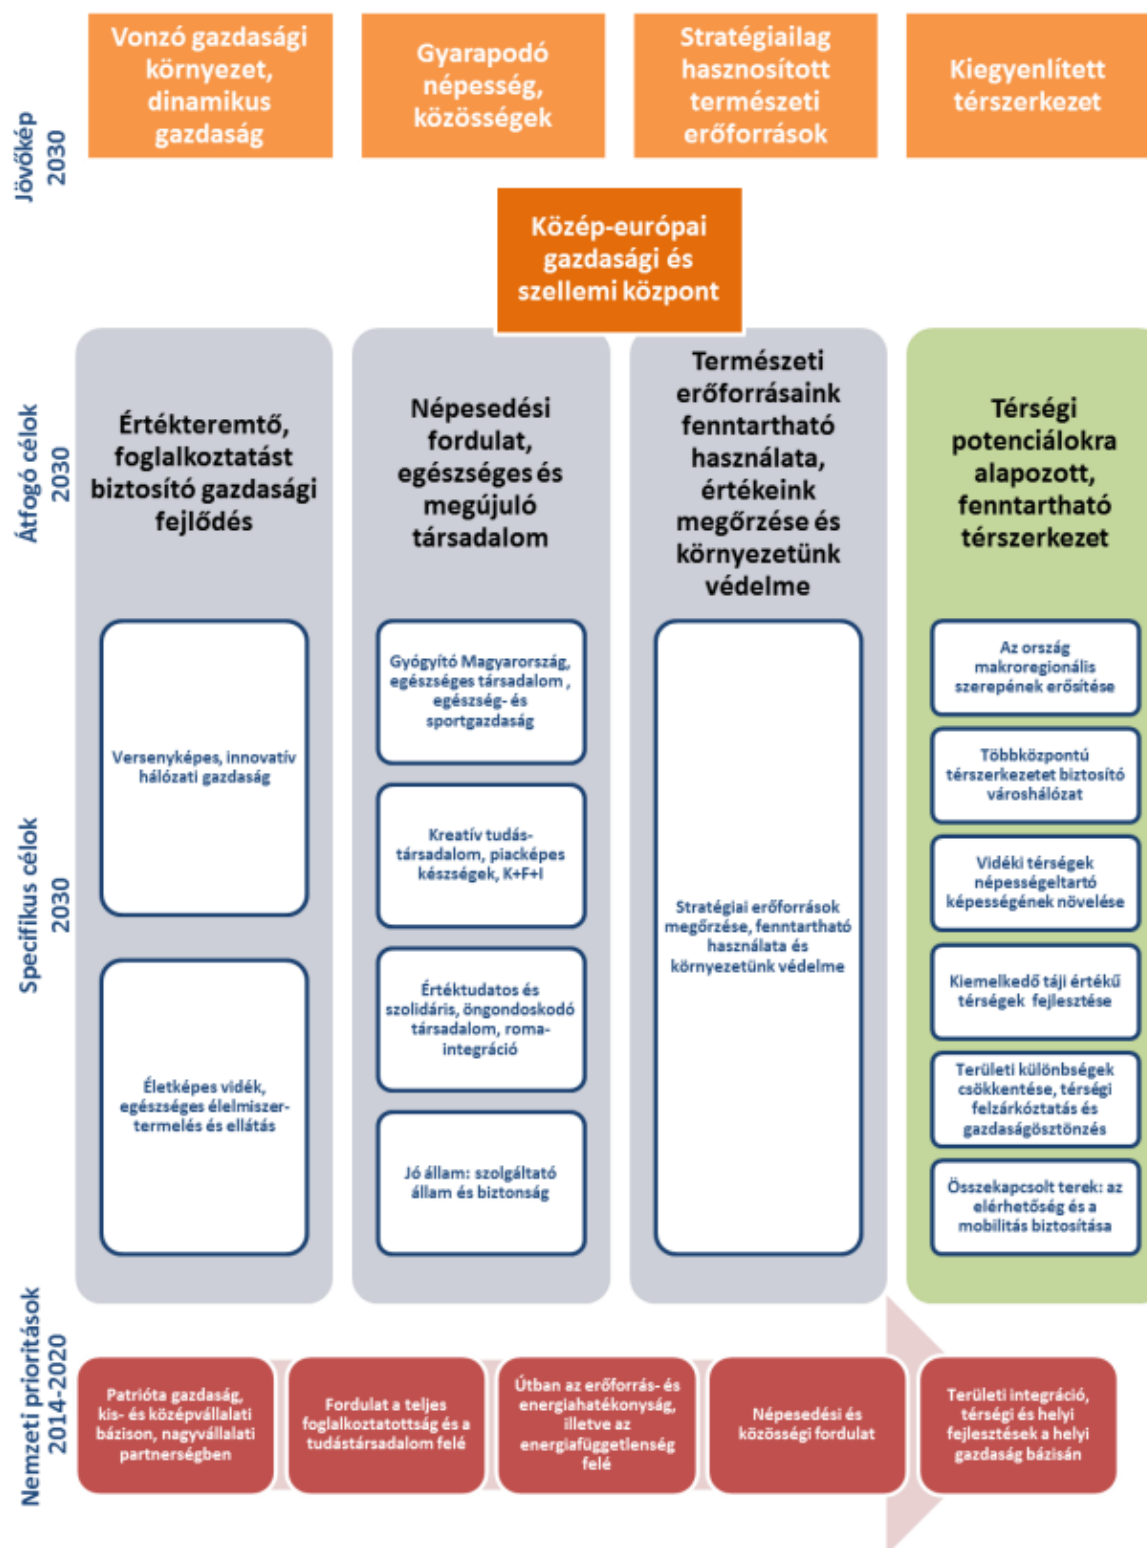 Jövőkép
2030
Vonzó gazdasági
környezet,
dinamikus
gazdaság
Gyarapodó
népesség,
közösségek
Stratégiailag
hasznosított
természeti
erőforrások
Kiegyenlített
térszerkezet
Közép-európai
gazdasági és
szellemi központ
Átfogó célok
2030
Értékteremtő,
foglalkoztatást
biztosító gazdasági
fejlődés
Népesedési
fordulat,
egészséges és
megújuló
társadalom
Természeti
erőforrásaink
fenntartható
használata,
értékeink
megőrzése és
környezetünk
védelme
Térségi
potenciálokra
alapozott,
fenntartható
térszerkezet
Specifikus célok
2030
Versenyképes, innovatív
hálózati gazdaság
Életképes vidék,
egészséges élelmiszer-
termelés és ellátás
Gyógyító Magyarország,
egészséges társadalom ,
egészség- és
sportgazdaság
Kreatív tudás-
társadalom, piacképes
készségek, K+F+I
Értéktudatos és
szolidáris, öngondoskodó
társadalom, roma-
integráció
Jó állam: szolgáltató
állam és biztonság
Stratégiai erőforrások
megőrzése, fenntartható
használata és
környezetünk védelme
Az ország
makroregionális
szerepének erősítése
Többközpontú
térszerkezetet biztosító
városhálózat
Vidéki térségek
népességeltartó
képességének növelése
Kiemelkedő táji értékű
térségek fejlesztése
Területi különbségek
csökkentése, térségi
felzárkóztatás és
gazdaságösztönzés
Összekapcsolt terek: az
elérhetőség és a
mobilitás biztosítása
Nemzeti prioritások
2014-2020
Patrióta gazdaság,
kis- és középvállalati
bázison, nagyvállalati
partnerségben
Fordulat a teljes
foglalkoztatottság és a
tudástársadalom felé
Útban az erőforrás- és
energiahatékonyság,
illetve az
energiafüggetlenség
felé
Népesedési és
közösségi fordulat
Területi integráció,
térségi és helyi
fejlesztések a helyi
gazdaság bázisán